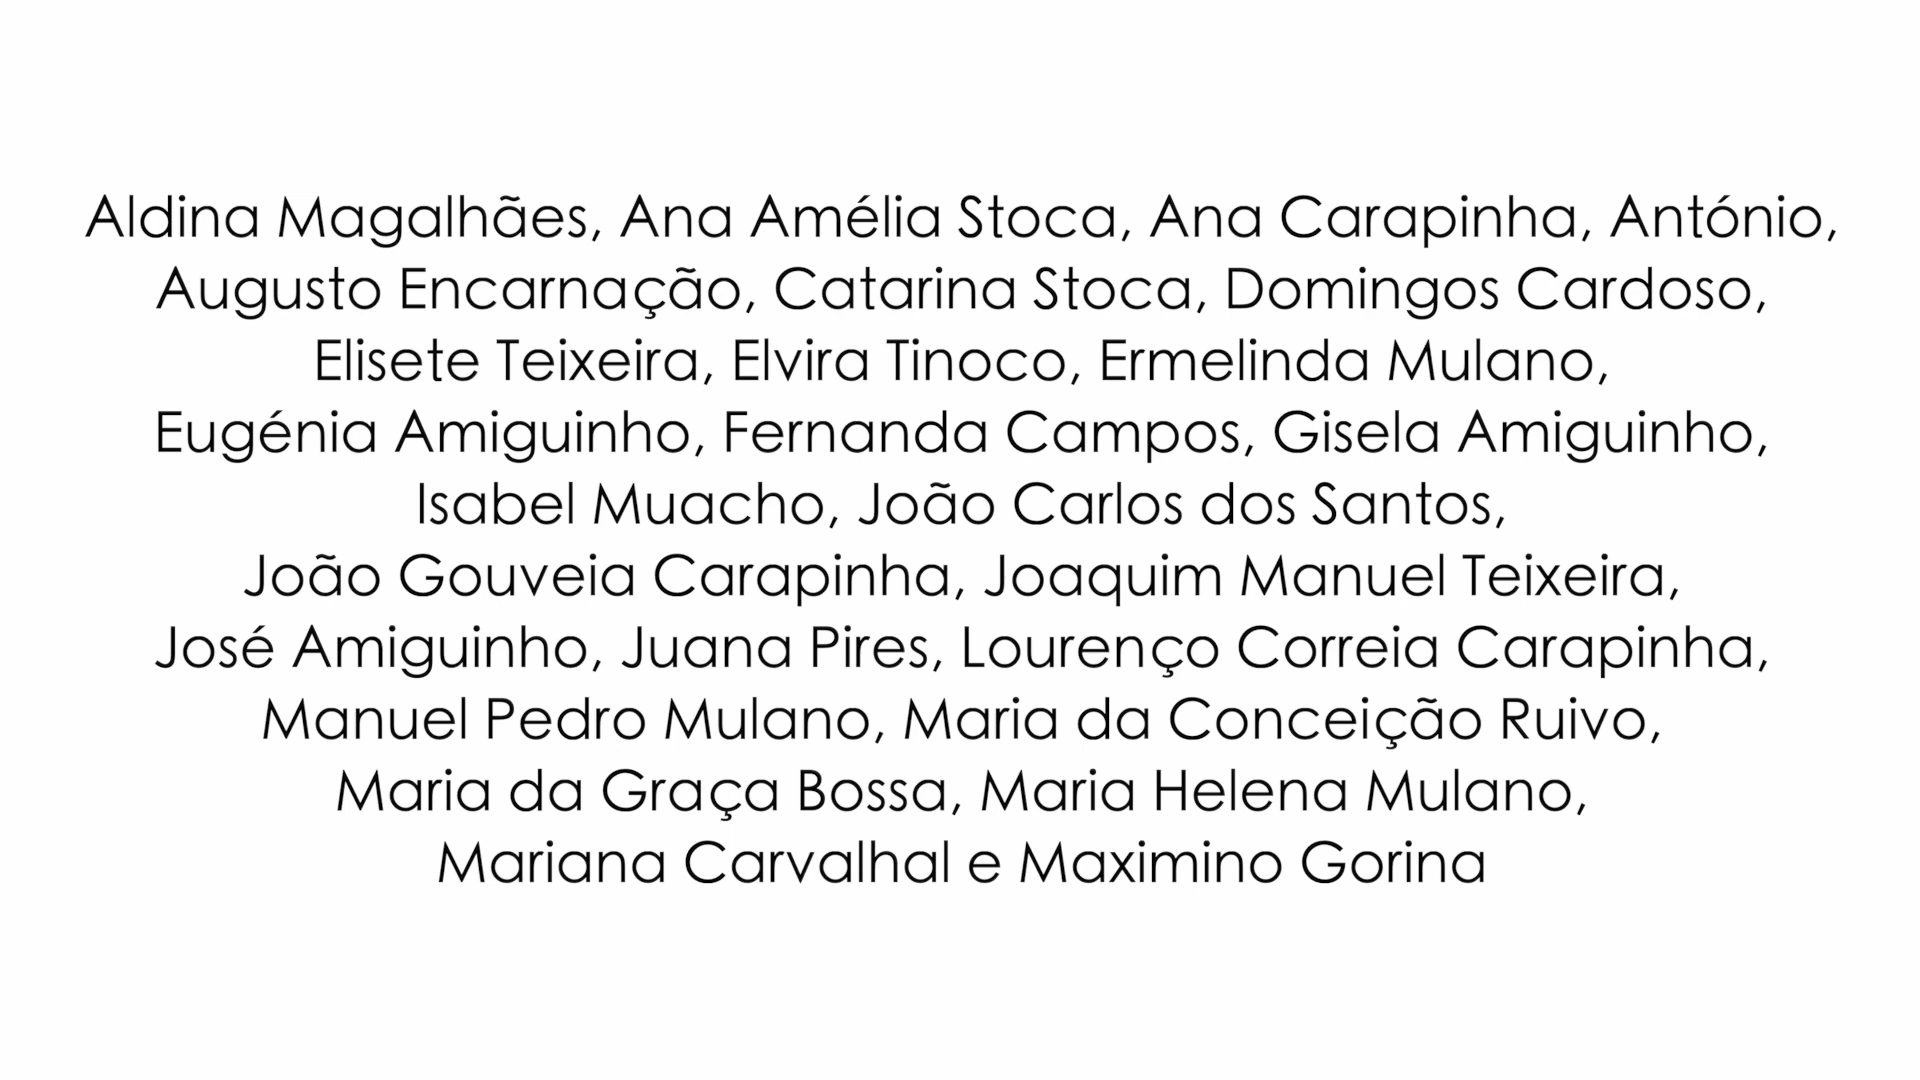 Aldina Magalhães, Ana Amélia Stoca, Ana Carapinha, António,
Augusto Encarnação, Catarina Stoca, Domingos Cardoso,
Elisete Teixeira, Elvira Tinoco, Ermelinda Mulano,
Eugénia Amiguinho, Fernanda Campos, Gisela Amiguinho,
Isabel Muacho, João Carlos dos Santos,
João Gouveia Carapinha, Joaquim Manuel Teixeira,
José Amiguinho, Juana Pires, Lourenço Correia Carapinha,
Manuel Pedro Mulano, Maria da Conceição Ruivo,
Maria da Graça Bossa, Maria Helena Mulano,
Mariana Carvalhal e Maximino Gorina